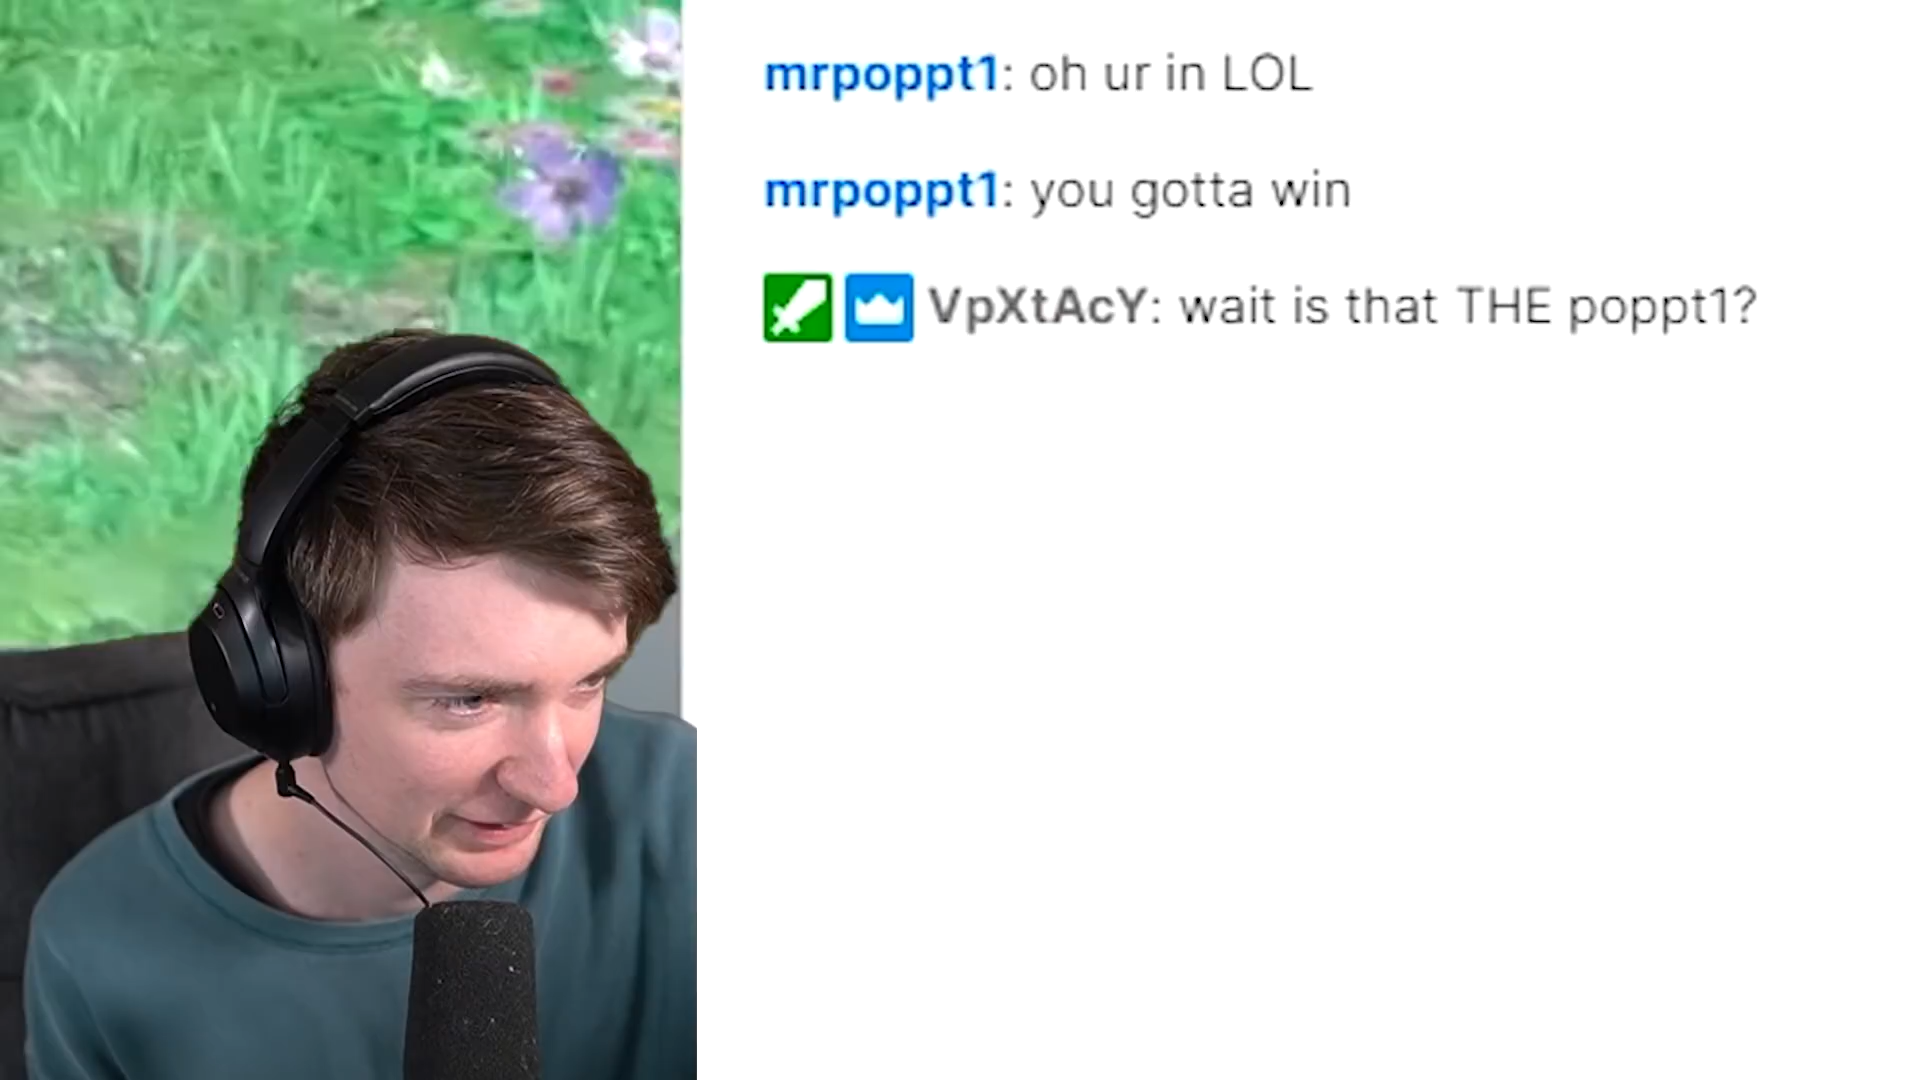 mrpoppt1: oh ur in LOL
mrpoppt1: you gotta win
VpXtAcY: wait is that THE poppt1?